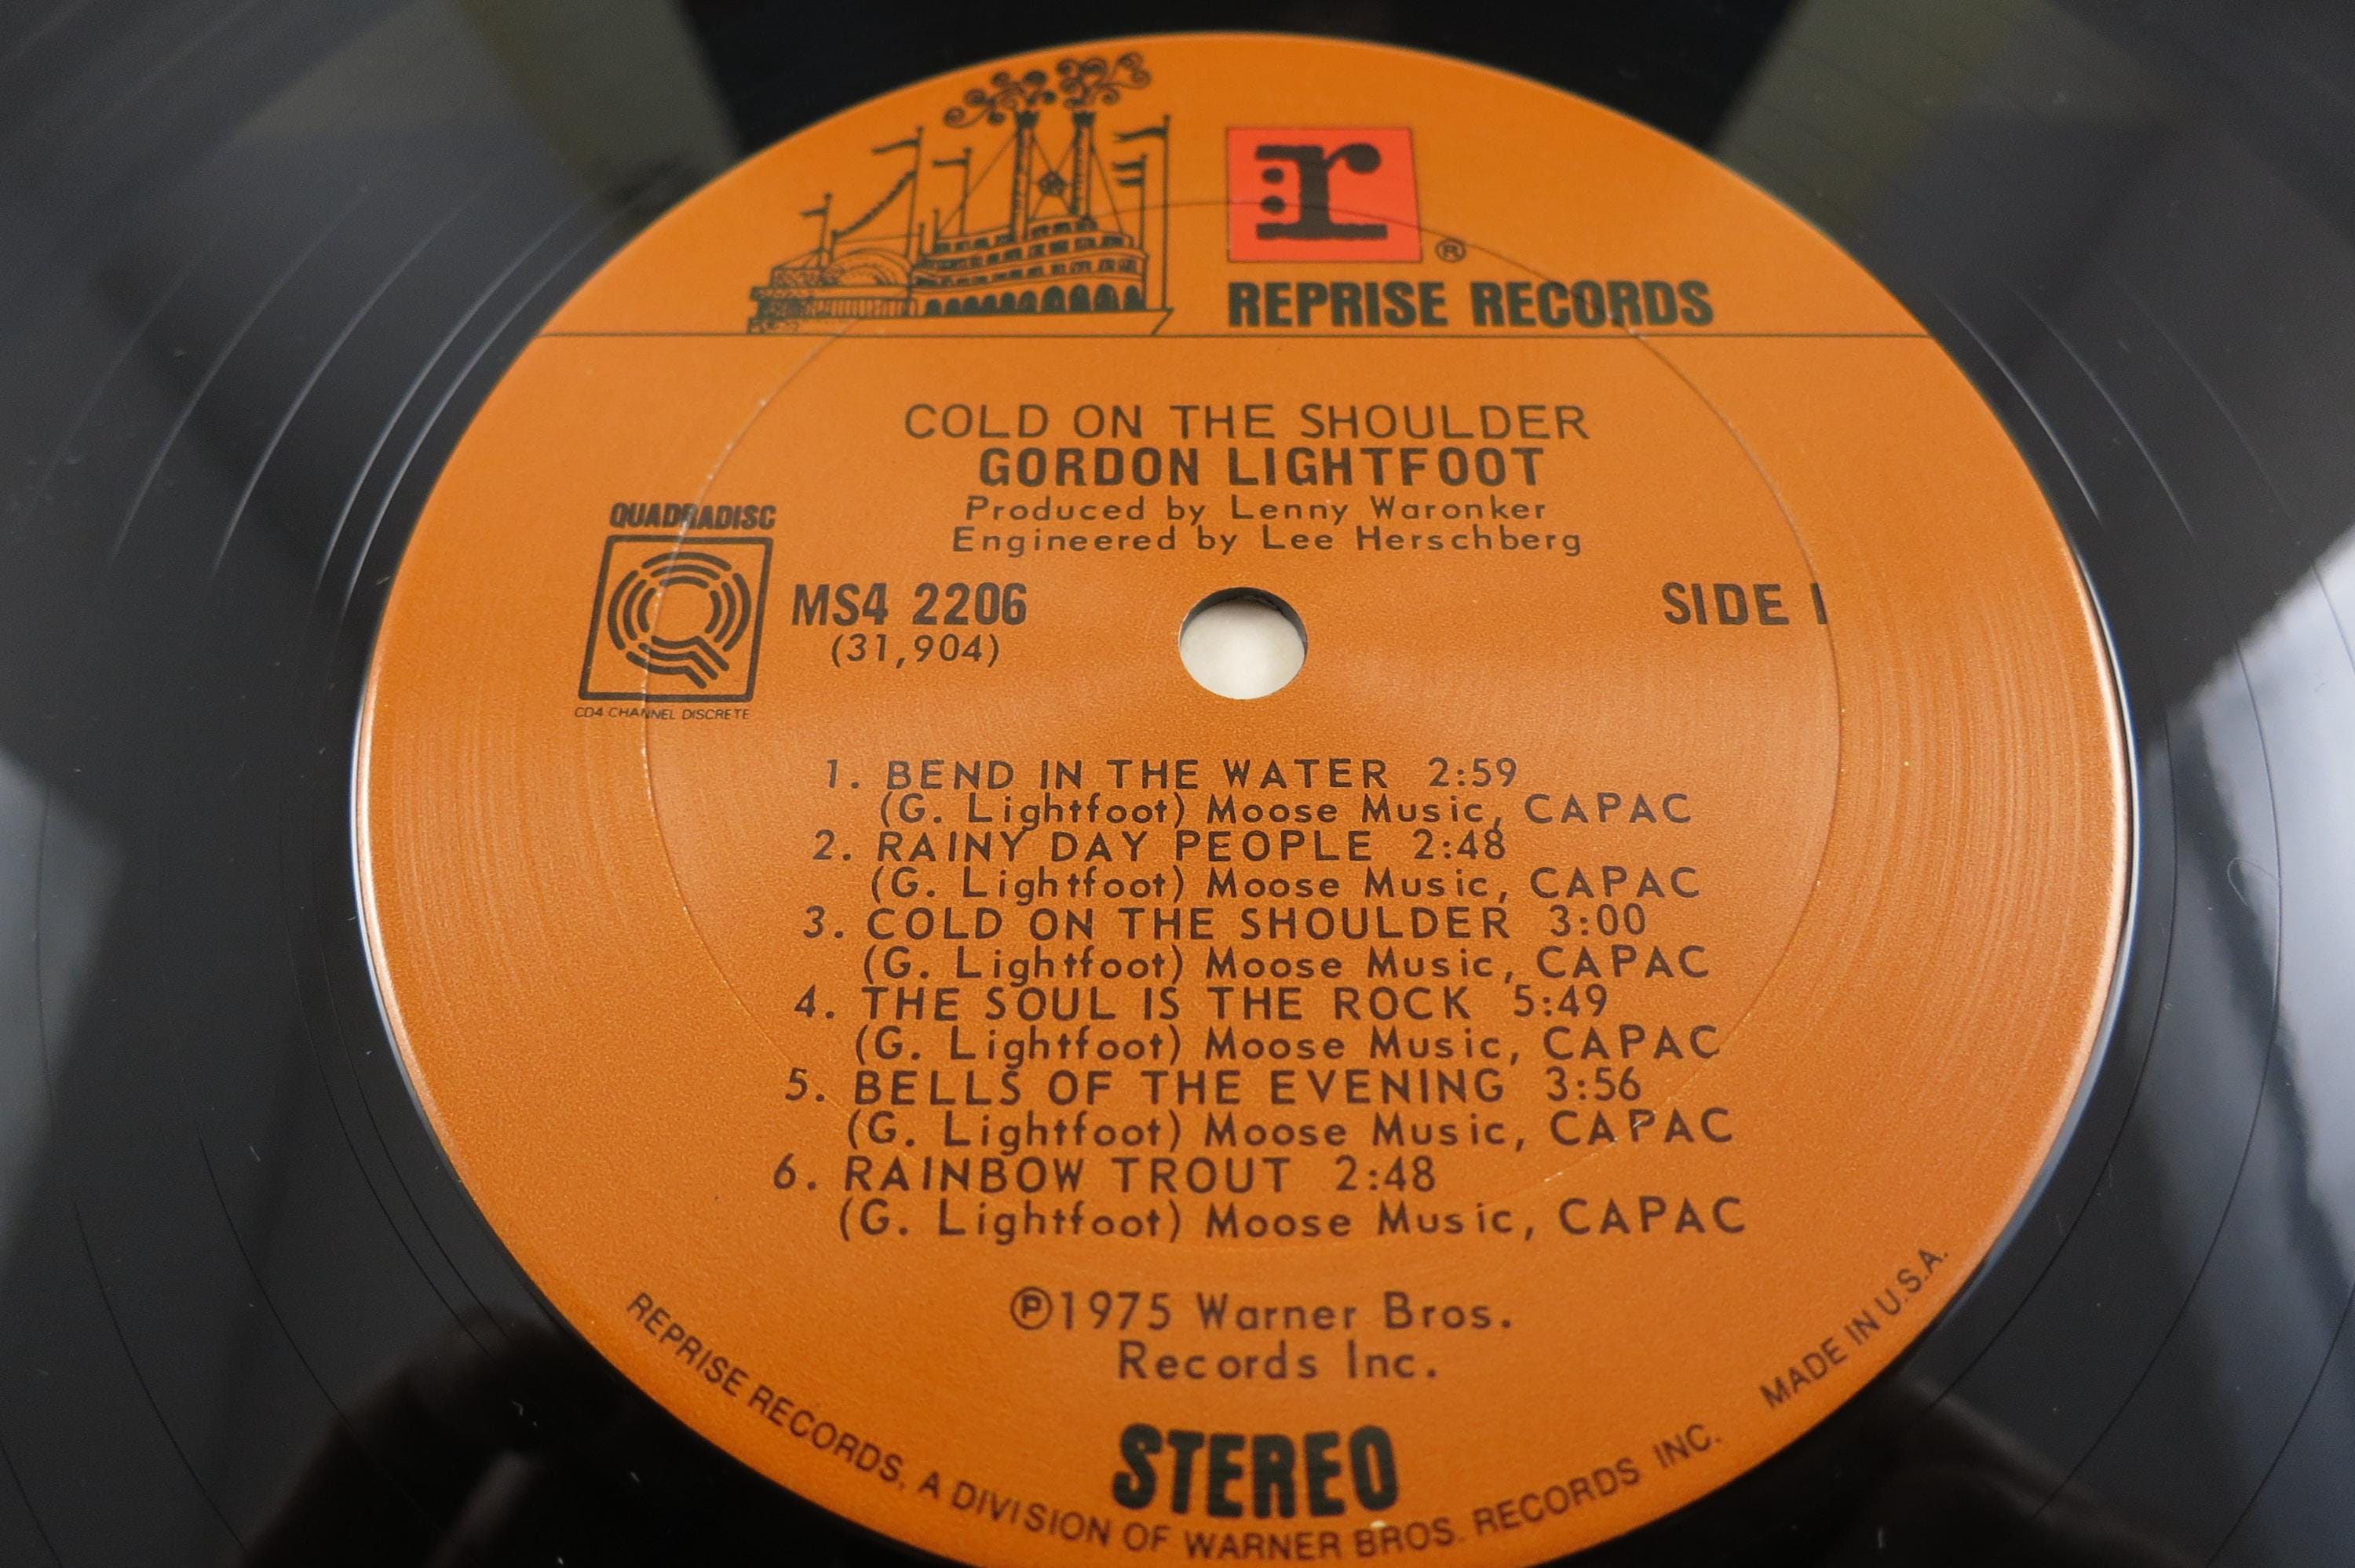 r
®
REPRISE RECORDS
COLD ON THE SHOULDER
GORDON LIGHTFOOT
Produced by Lenny Waronker
Engineered by Lee Herschberg
QUADRADISC
MS4 2206
SIDE 1
(31,904)
CD4 CHANNEL DISCRETE
1. BEND IN THE WATER 2:59
(G. Lightfoot) Moose Music, CAPAC
2. RAINY DAY PEOPLE 2:48
(G. Lightfoot) Moose Music, CAPAC
3. COLD ON THE SHOULDER 3:00
(G. Lightfoot) Moose Music, CAPAC
4. THE SOUL IS THE ROCK 5:49
(G. Lightfoot) Moose Music, CAPAC
5. BELLS OF THE EVENING 3:56
(G. Lightfoot) Moose Music, CAPAC
6. RAINBOW TROUT 2:48
(G. Lightfoot) Moose Music, CAPAC
℗1975 Warner Bros.
Records Inc.
STEREO
REPRISE RECORDS, A DIVISION OF WARNER BROS. RECORDS INC. MADE IN U.S.A.